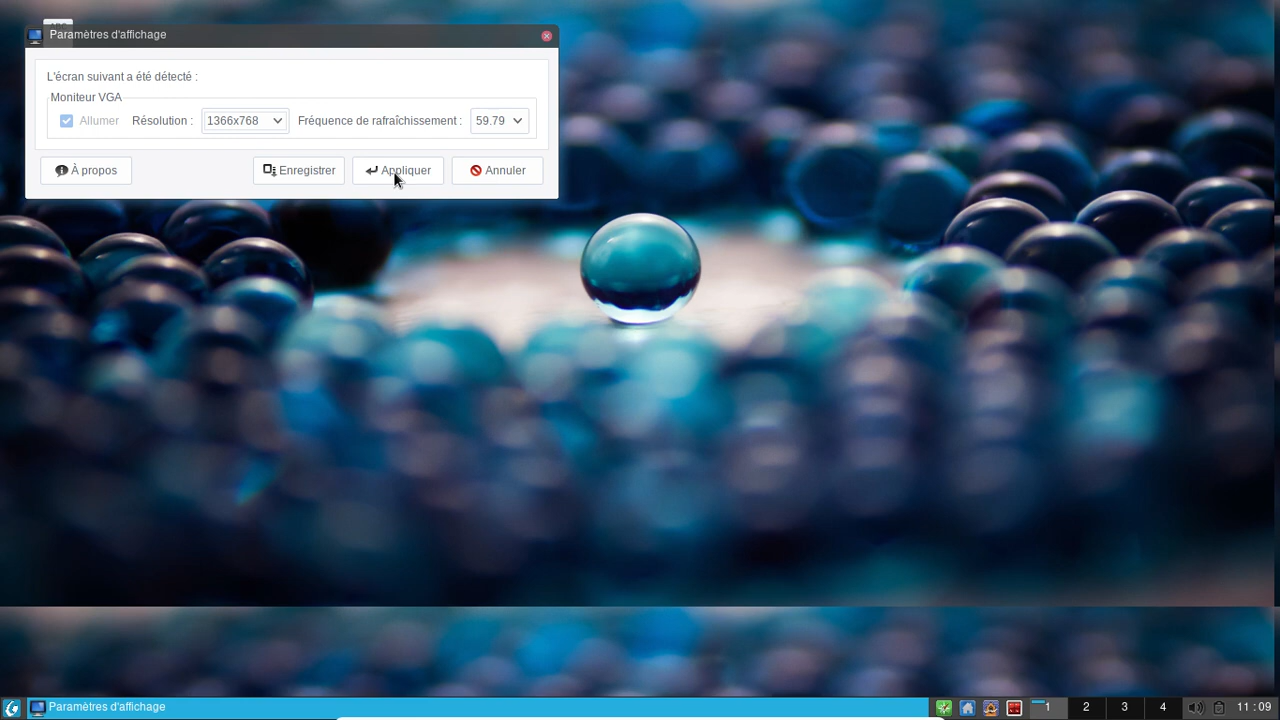 Paramètres d'affichage
L'écran suivant a été détecté :
Moniteur VGA
Allumer Résolution : 1366x768 Fréquence de rafraîchissement : 59.79
À propos Enregistrer Appliquer Annuler
Paramètres d'affichage 1 2 3 4 11:09